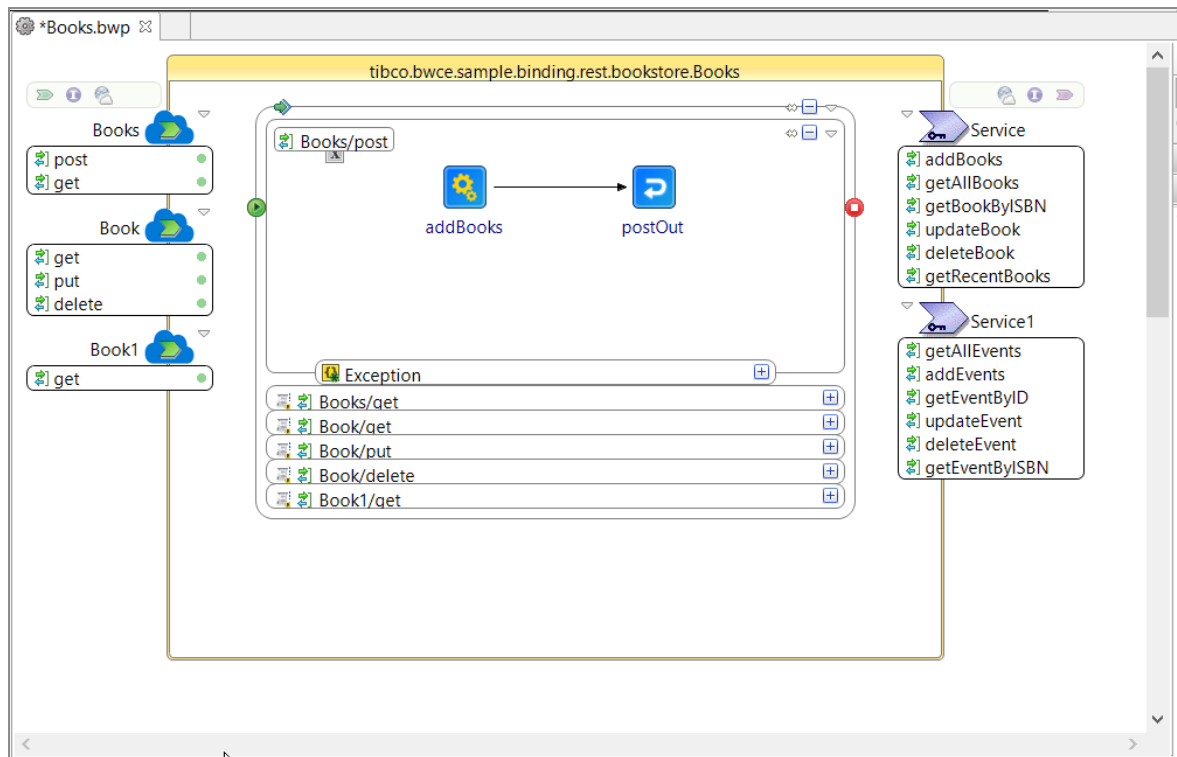 *Books.bwp
tibco.bwce.sample.binding.rest.bookstore.Books
Books
post
get
Book
get
put
delete
Book1
get
Books/post
X
addBooks
postOut
Exception
Books/get
Book/get
Book/put
Book/delete
Book1/get
Service
addBooks
getAllBooks
getBookByISBN
updateBook
deleteBook
getRecentBooks
Service1
getAllEvents
addEvents
getEventByID
updateEvent
deleteEvent
getEventByISBN